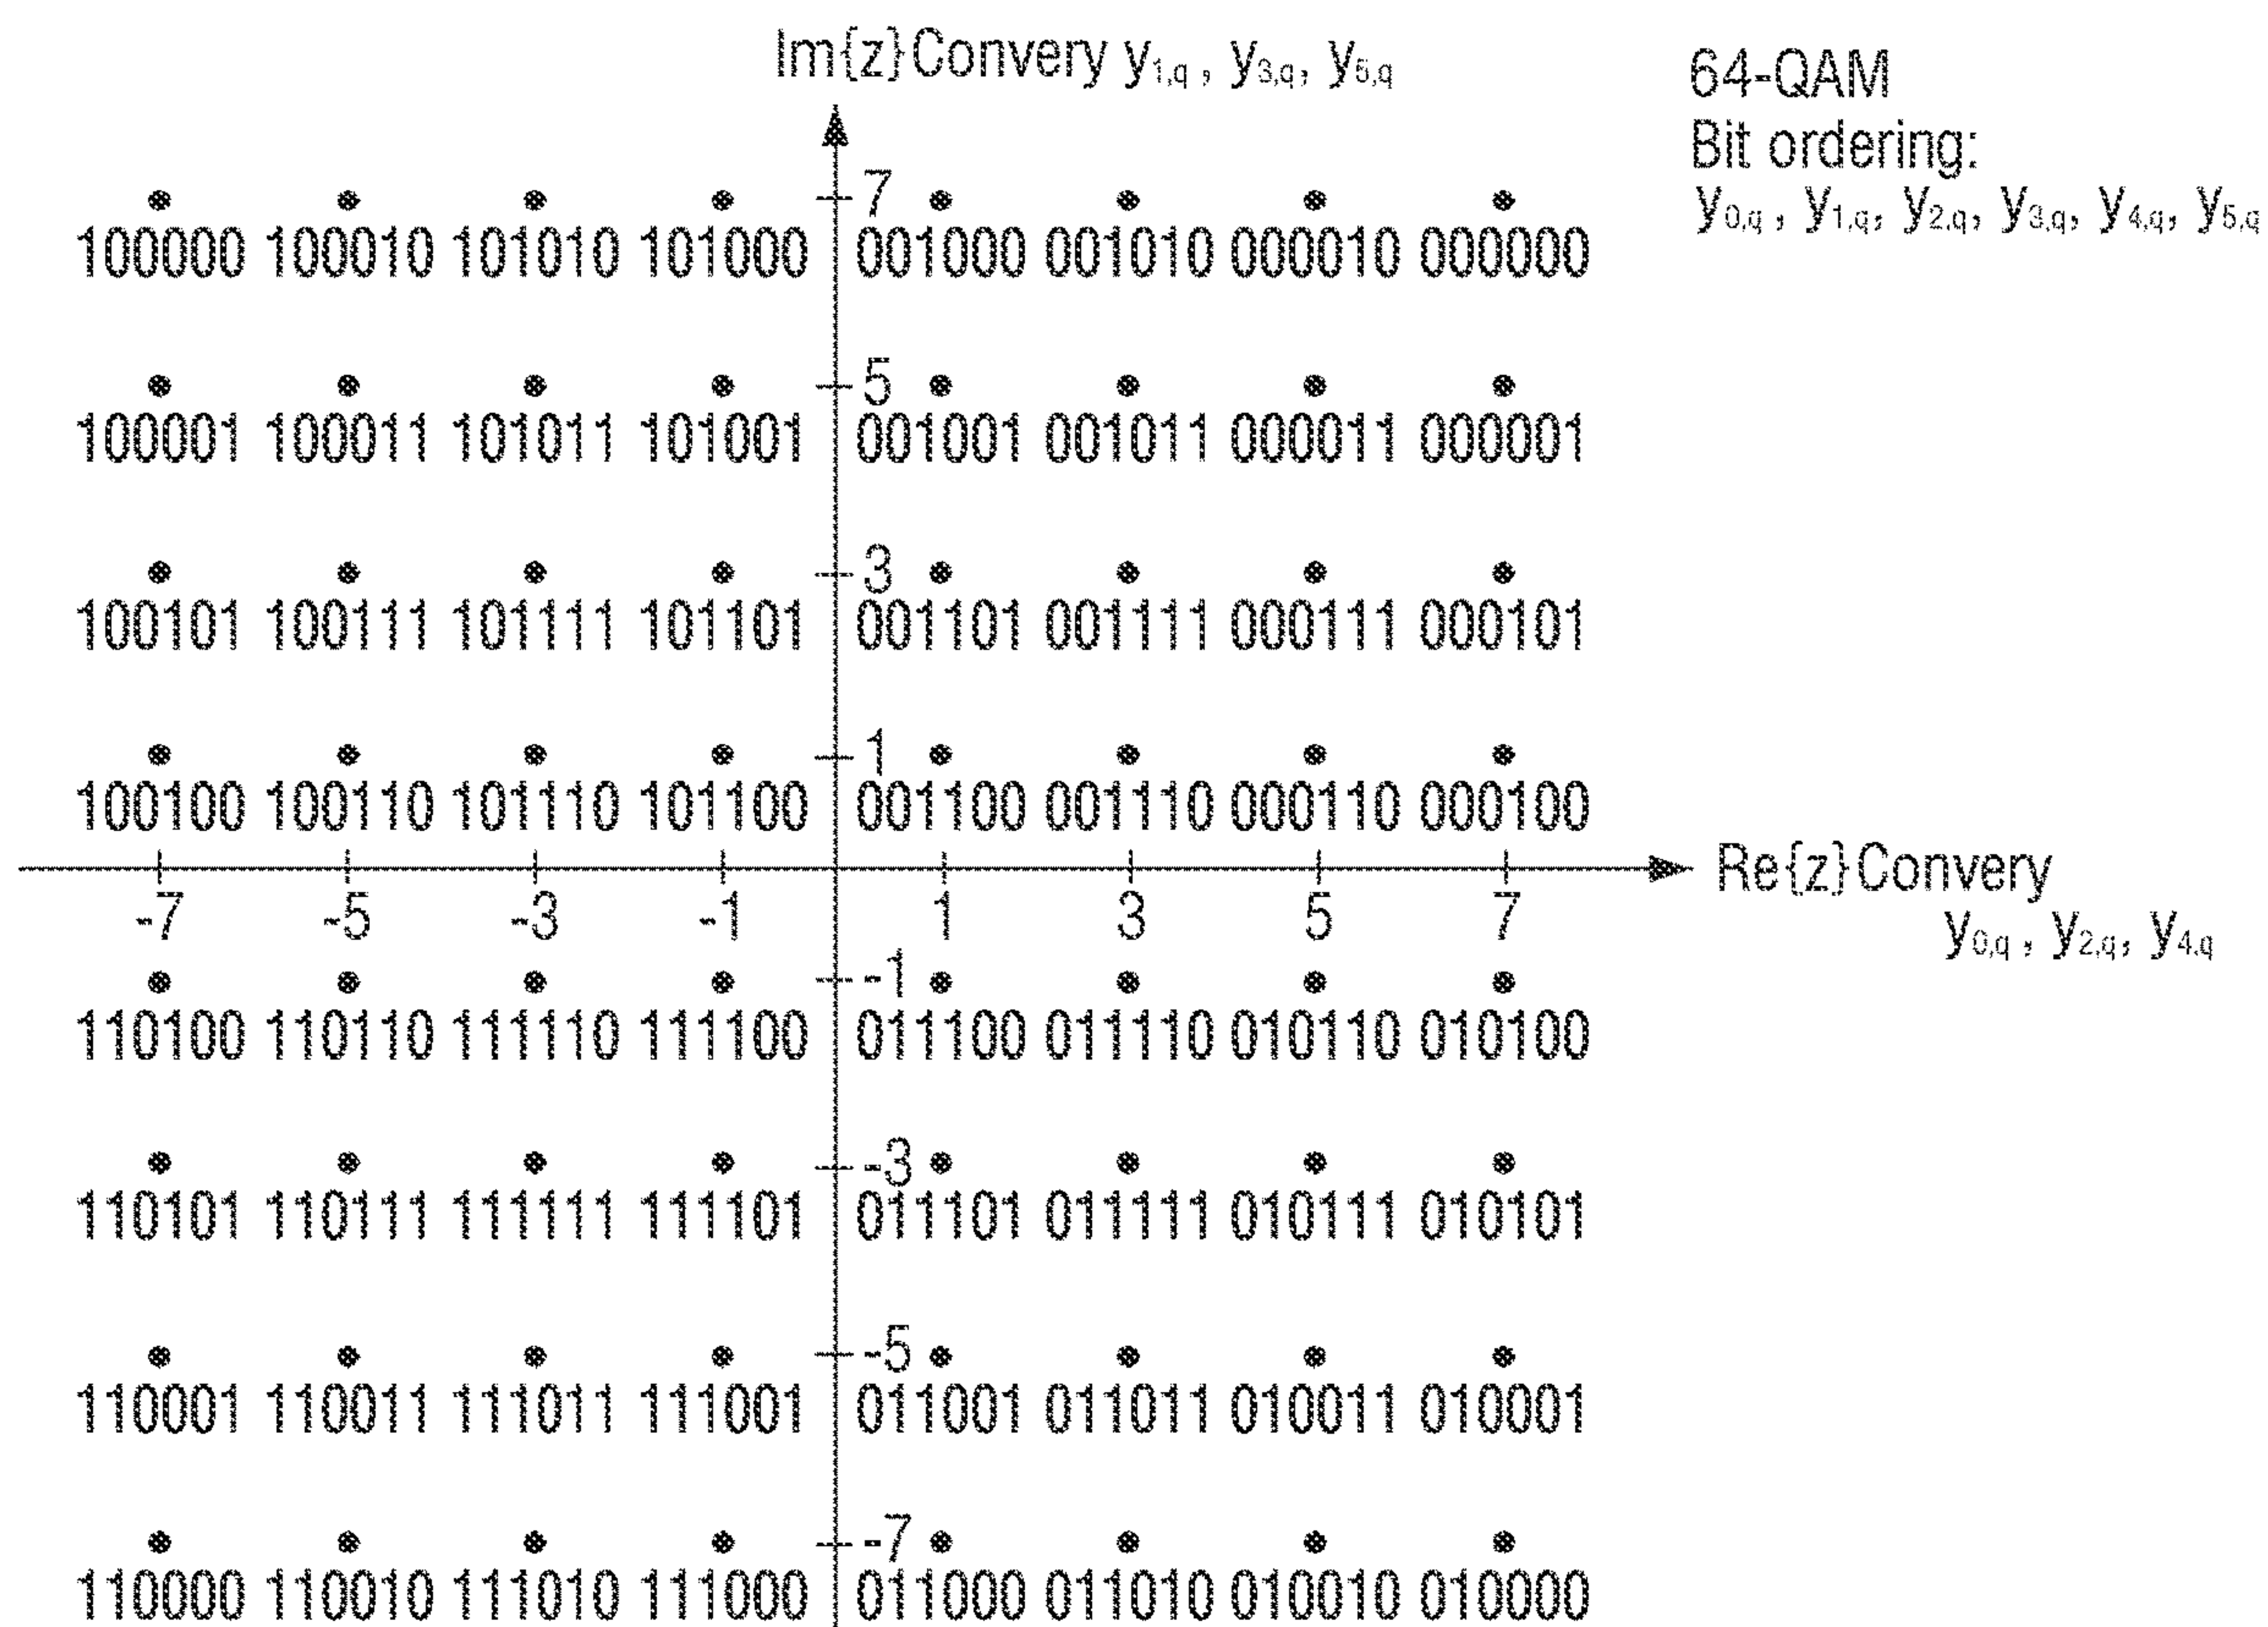 Im{z}Convery y1,q , y3,q, y5,q
64-QAM
Bit ordering:
y0,q , y1,q, y2,q, y3,q, y4,q, y5,q
7
100000 100010 101010 101000 001000 001010 000010 000000
5
100001 100011 101011 101001 001001 001011 000011 000001
3
100101 100111 101111 101101 001101 001111 000111 000101
1
100100 100110 101110 101100 001100 001110 000110 000100
Re{z}Convery
-7 -5 -3 -1 1 3 5 7
y0,q , y2,q, y4,q
-1
110100 110110 111110 111100 011100 011110 010110 010100
-3
110101 110111 111111 111101 011101 011111 010111 010101
-5
110001 110011 111011 111001 011001 011011 010011 010001
-7
110000 110010 111010 111000 011000 011010 010010 010000